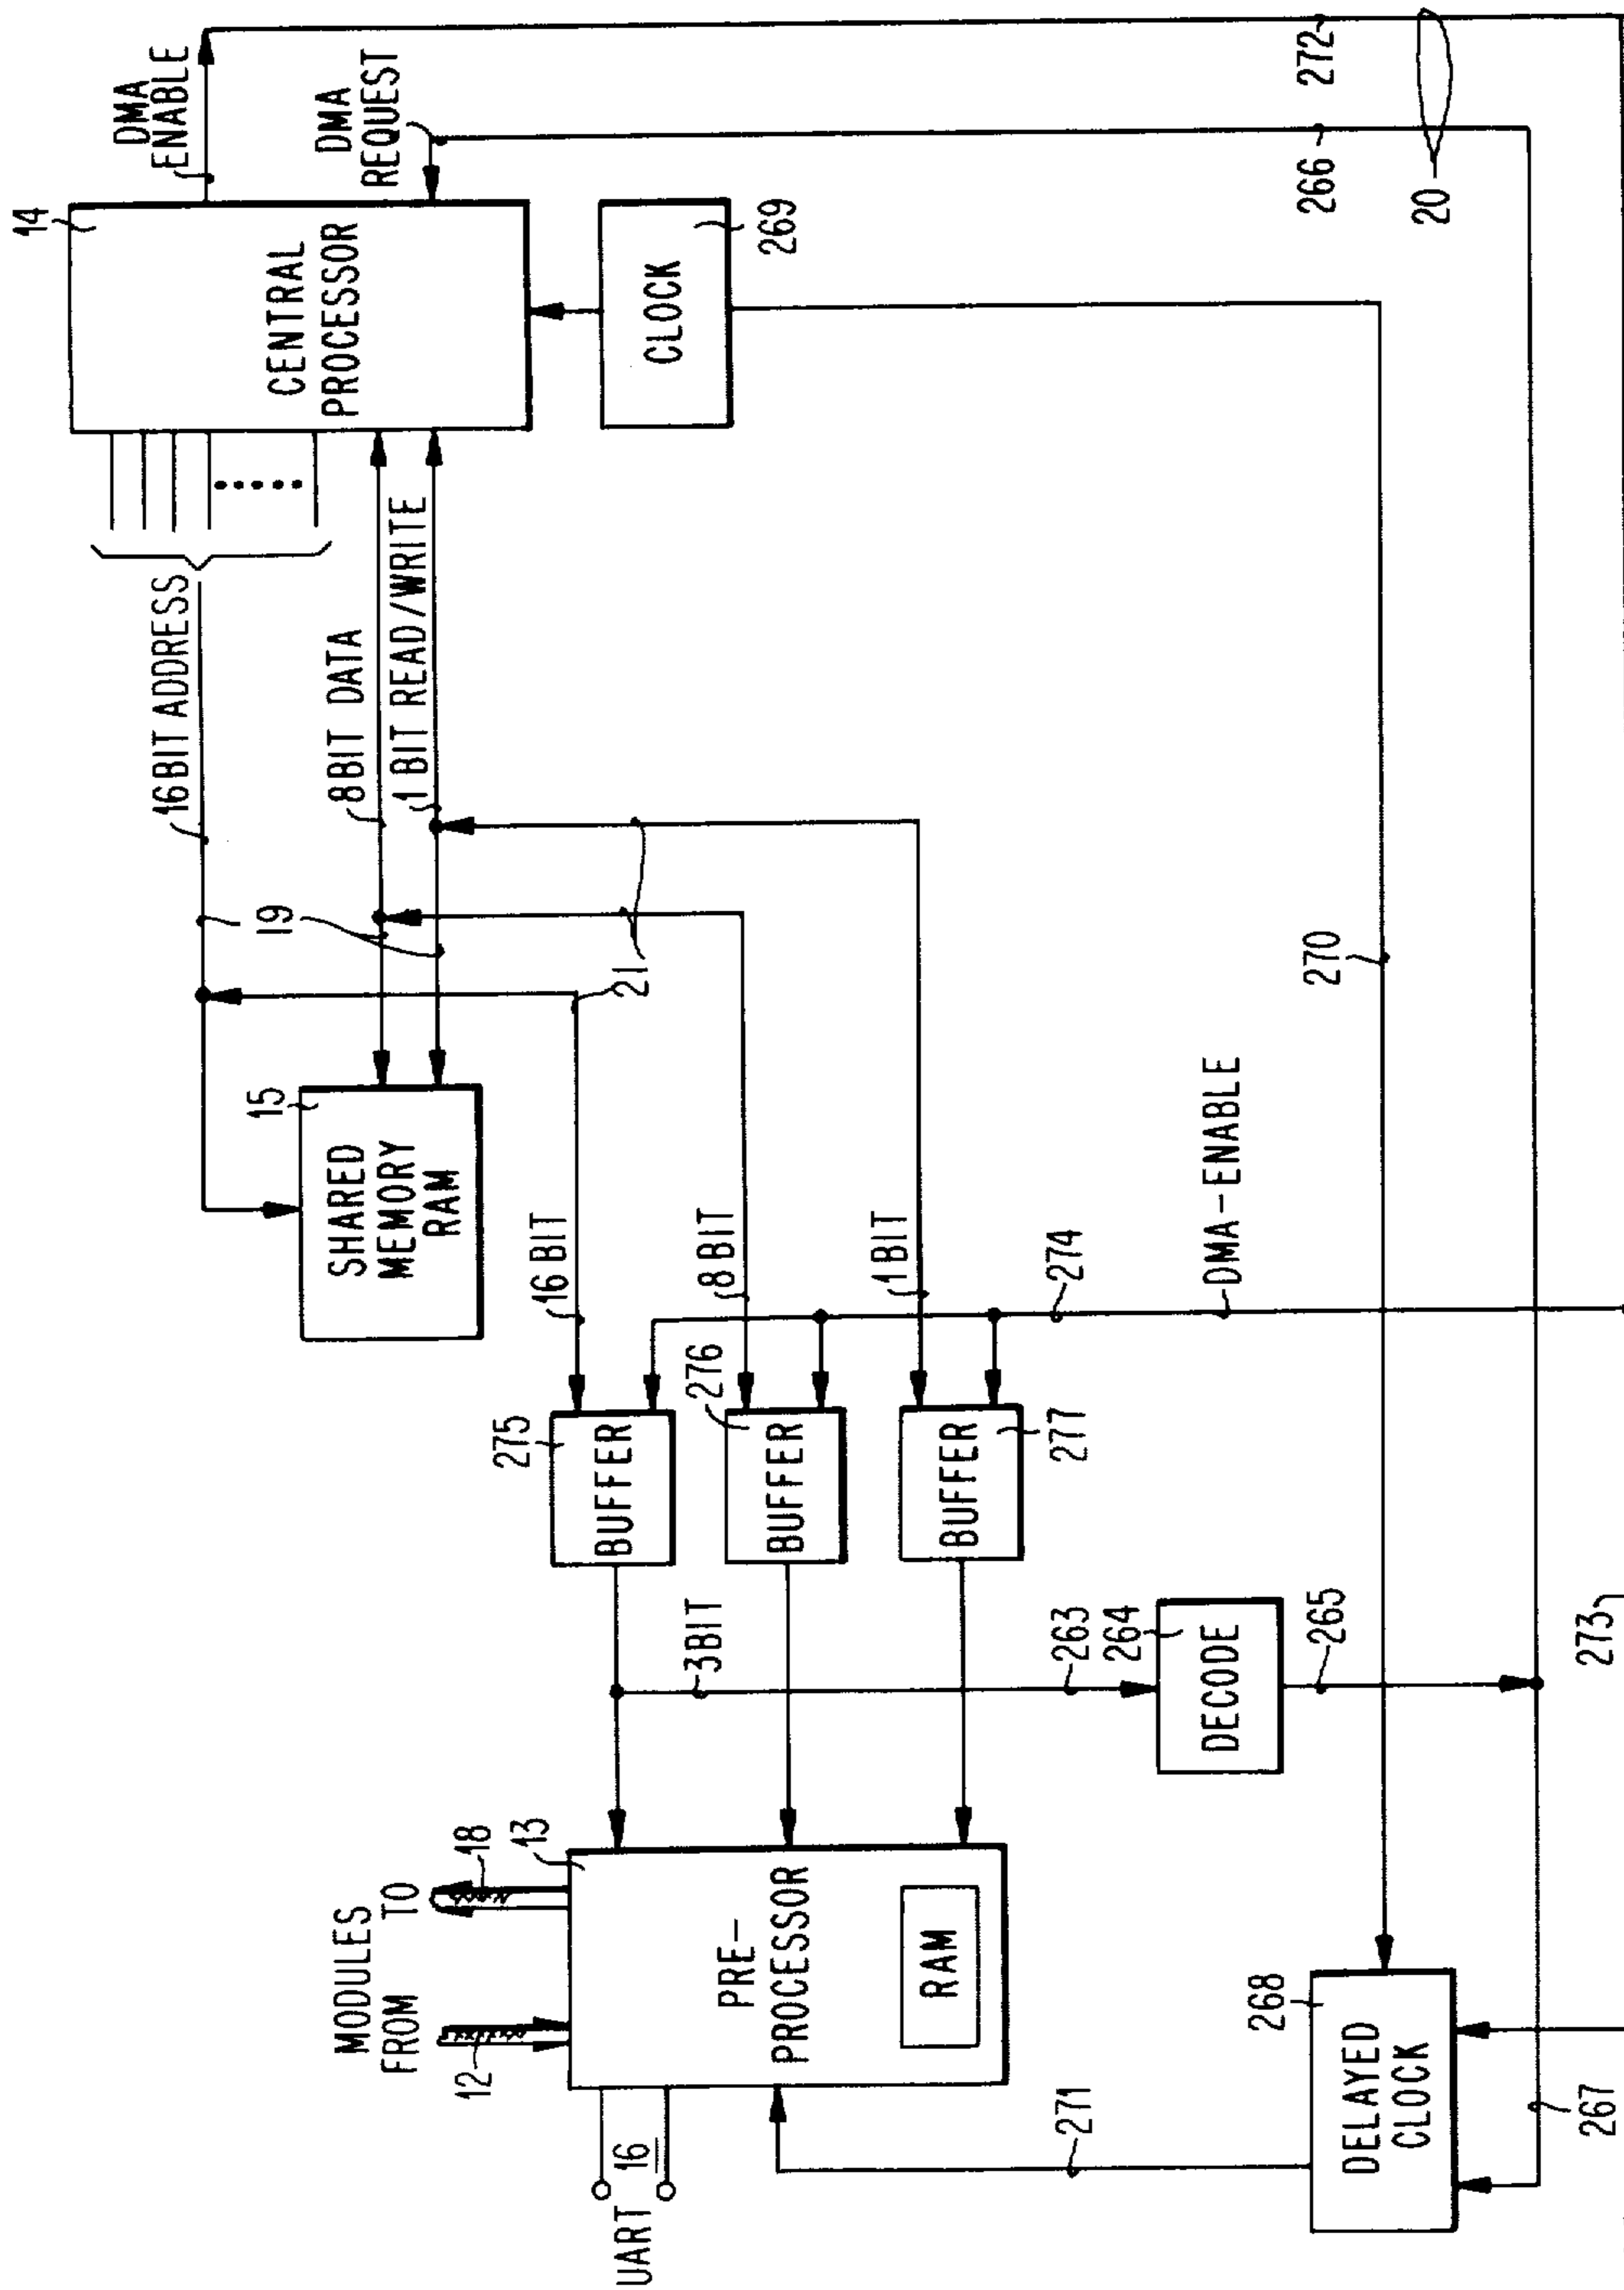 MODULES
FROM TO
12
18
UART 16
13
PRE-
PROCESSOR
RAM
271
268
DELAYED
CLOCK
267
3 BIT
263
264
DECODE
265
273
275
BUFFER
276
BUFFER
277
BUFFER
16 BIT
8 BIT
1 BIT
274
DMA-ENABLE
15
SHARED
MEMORY
RAM
19
21
16 BIT ADDRESS
8 BIT DATA
1 BIT READ/WRITE
270
14
CENTRAL
PROCESSOR
CLOCK
269
DMA
ENABLE
DMA
REQUEST
266
272
20